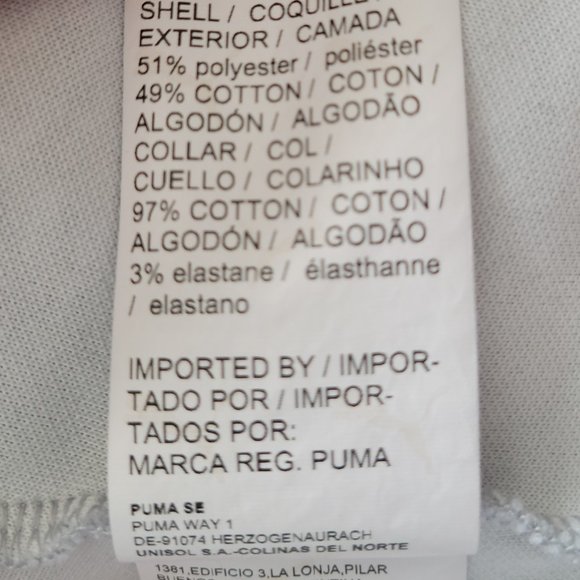 SHELL / COQUILLE /
EXTERIOR / CAMADA
51% polyester / poliéster
49% COTTON / COTON /
ALGODÓN / ALGODÃO
COLLAR / COL /
CUELLO / COLARINHO
97% COTTON / COTON /
ALGODÓN / ALGODÃO
3% elastane / élasthanne
/ elastano
IMPORTED BY / IMPOR-
TADO POR / IMPOR-
TADOS POR:
MARCA REG. PUMA
PUMA SE
PUMA WAY 1
DE-91074 HERZOGENAURACH
UNISOL S.A.-COLINAS DEL NORTE
1381,EDIFICIO 3,LA LONJA,PILAR